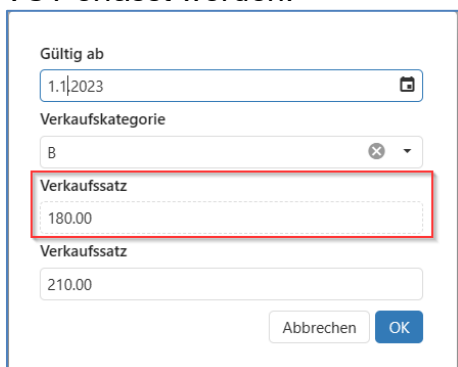 Gültig ab
1.1.2023
Verkaufskategorie
B
Verkaufssatz
180.00
Verkaufssatz
210.00
Abbrechen OK